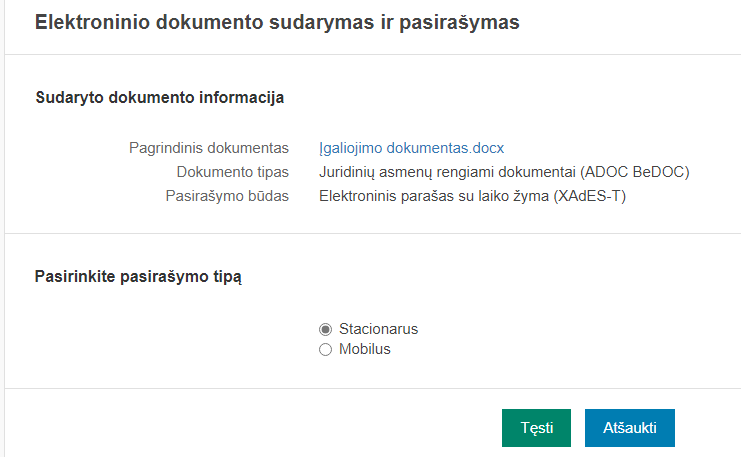 Elektroninio dokumento sudarymas ir pasirašymas
Sudaryto dokumento informacija
Pagrindinis dokumentas Įgaliojimo dokumentas.docx
Dokumento tipas Juridinių asmenų rengiami dokumentai (ADOC BeDOC)
Pasirašymo būdas Elektroninis parašas su laiko žyma (XAdES-T)
Pasirinkite pasirašymo tipą
Stacionarus
Mobilus
Tęsti Atšaukti